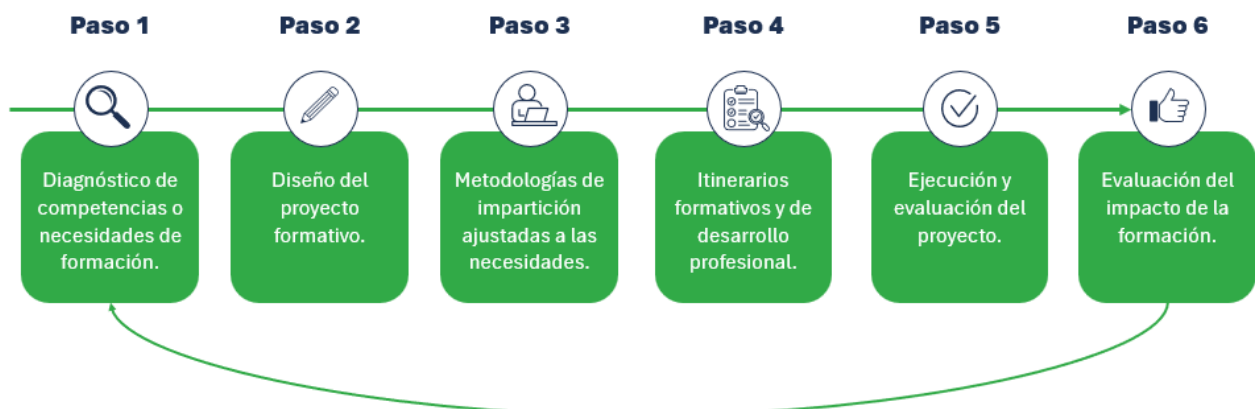 Paso 1
Paso 2
Paso 3
Paso 4
Paso 5
Paso 6
Diagnóstico de
competencias o
necesidades de
formación.
Diseño del
proyecto
formativo.
Metodologías de
impartición
ajustadas a las
necesidades.
Itinerarios
formativos y de
desarrollo
profesional.
Ejecución y
evaluación del
proyecto.
Evaluación del
impacto de la
formación.